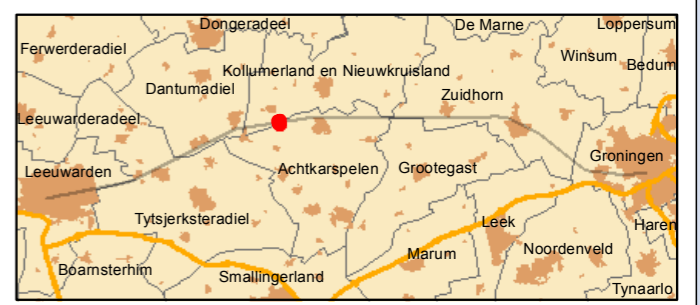 Dongeradeel
De Marne
Loppersum
Ferwerderadiel
Winsum
Bedum
Kollumerland en Nieuwkruisland
Dantumadiel
Zuidhorn
Leeuwarderadeel
Groningen
Leeuwarden
Achtkarspelen
Grootegast
Tytsjerksteradiel
Leek
Haren
Marum
Noordenveld
Boarnsterhim
Smallingerland
Tynaarlo